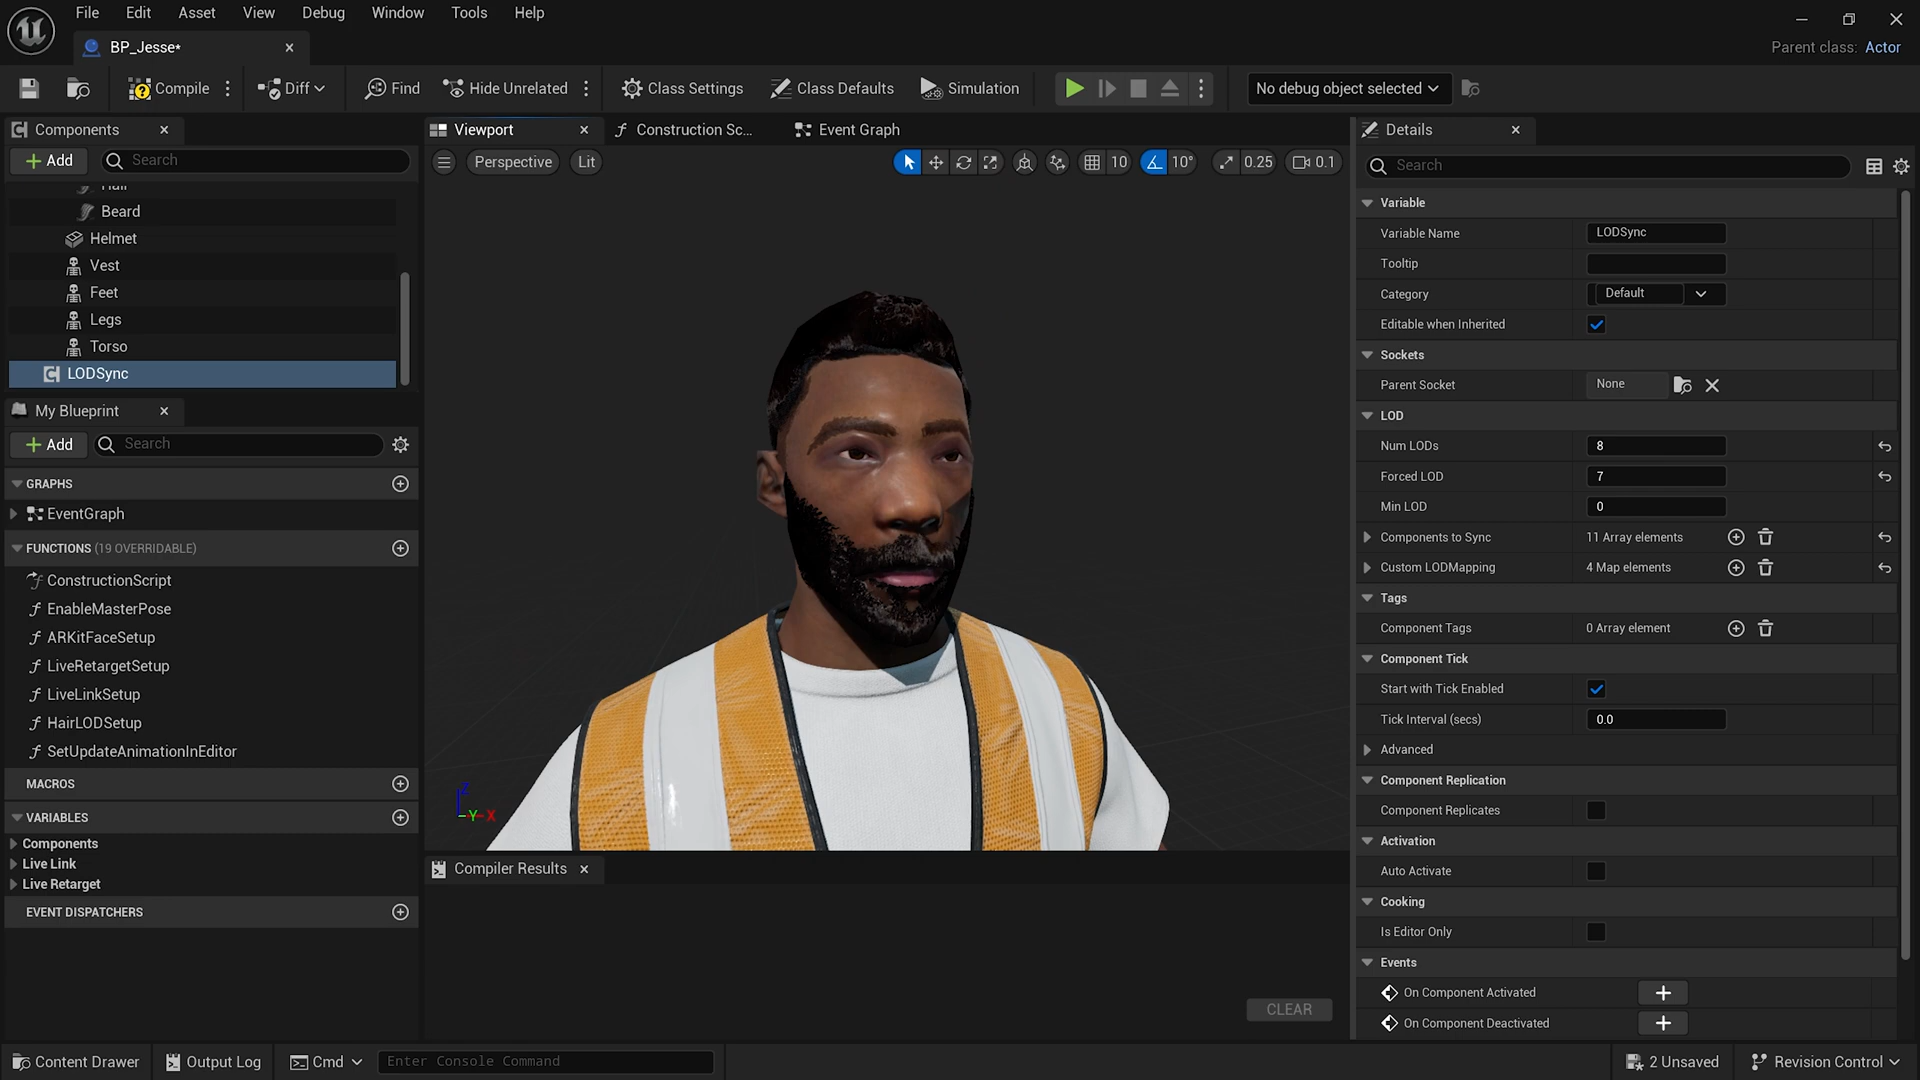 File Edit Asset View Debug Window Tools Help
BP_Jesse*
Parent class: Actor
Compile Diff Find Hide Unrelated Class Settings Class Defaults Simulation No debug object selected
Components
Add Search
Hair
Beard
Helmet
Vest
Feet
Legs
Torso
LODSync
My Blueprint
Add Search
GRAPHS
EventGraph
FUNCTIONS (19 OVERRIDABLE)
ConstructionScript
EnableMasterPose
ARKitFaceSetup
LiveRetargetSetup
LiveLinkSetup
HairLODSetup
SetUpdateAnimationInEditor
MACROS
VARIABLES
Components
Live Link
Live Retarget
EVENT DISPATCHERS
Viewport Construction Sc... Event Graph
Perspective Lit 10 10° 0.25 0.1
Z
Y X
Compiler Results
CLEAR
Details
Search
Variable
Variable Name LODSync
Tooltip
Category Default
Editable when Inherited
Sockets
Parent Socket None
LOD
Num LODs 8
Forced LOD 7
Min LOD 0
Components to Sync 11 Array elements
Custom LODMapping 4 Map elements
Tags
Component Tags 0 Array element
Component Tick
Start with Tick Enabled
Tick Interval (secs) 0.0
Advanced
Component Replication
Component Replicates
Activation
Auto Activate
Cooking
Is Editor Only
Events
On Component Activated
On Component Deactivated
Content Drawer Output Log Cmd Enter Console Command 2 Unsaved Revision Control